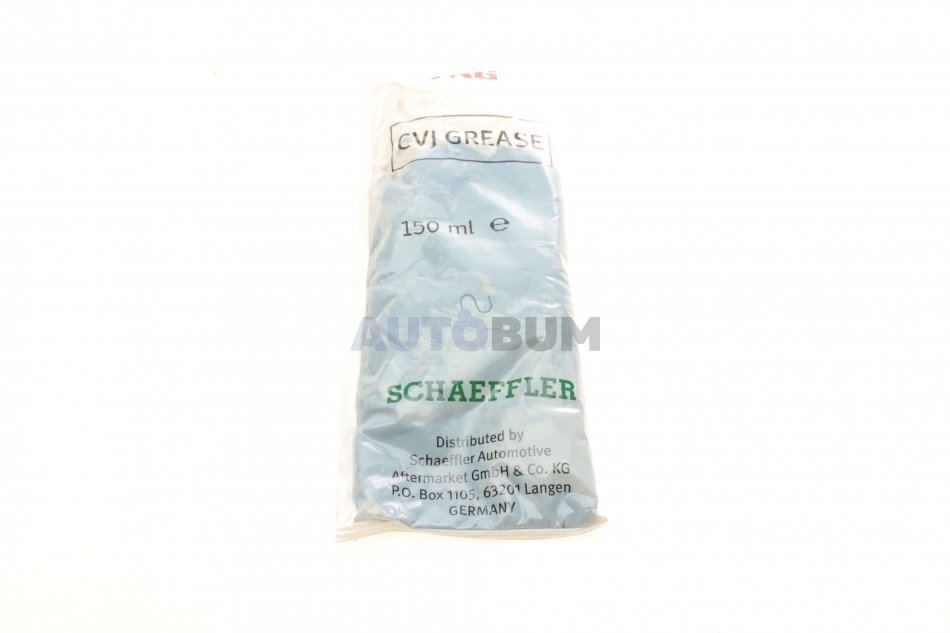 FAG
CVJ GREASE
150 ml ℮
AUTOBUM
SCHAEFFLER
Distributed by
Schaeffler Automotive
Aftermarket GmbH & Co. KG
P.O. Box 1105, 63201 Langen
GERMANY